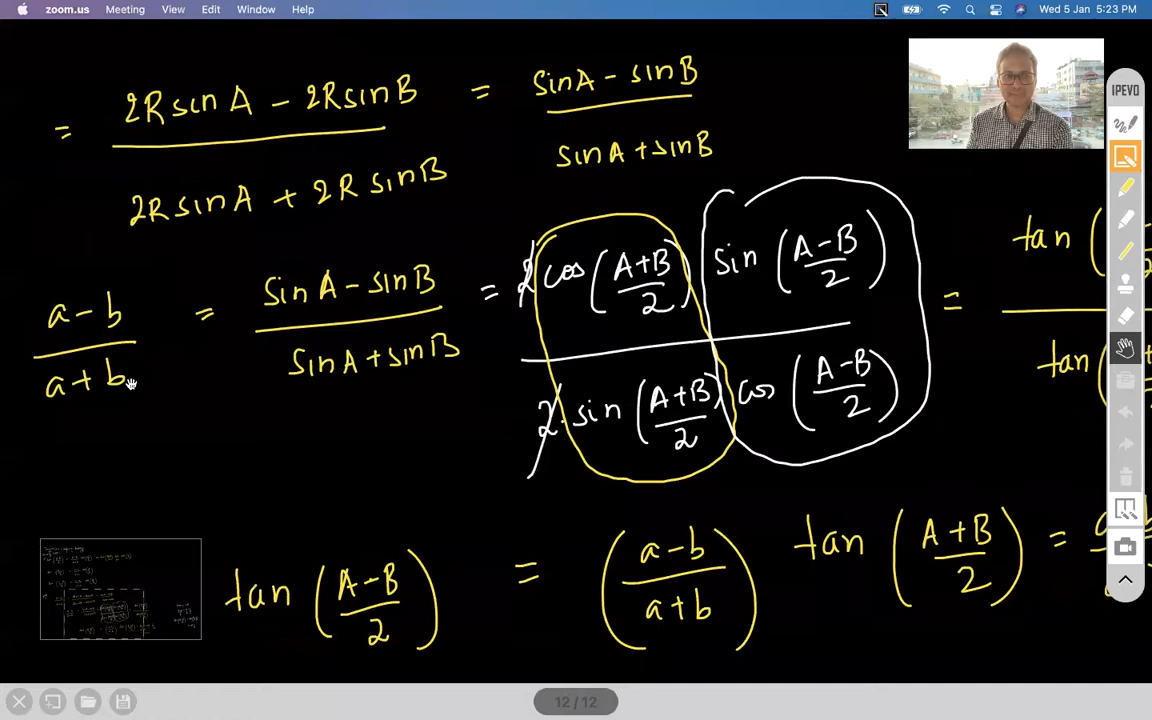 zoom.us Meeting View Edit Window Help Wed 5 Jan 5:23 PM
IPEVO
= 2R sin A - 2R sin B / 2R sin A + 2R sin B = sin A - sin B / sin A + sin B
a - b / a + b = sin A - sin B / sin A + sin B = 2 cos (A+B/2) sin (A-B/2) / 2 · sin (A+B/2) cos (A-B/2) = tan ( / tan (
tan (A-B/2) = (a-b/a+b) tan (A+B/2) =
12 / 12